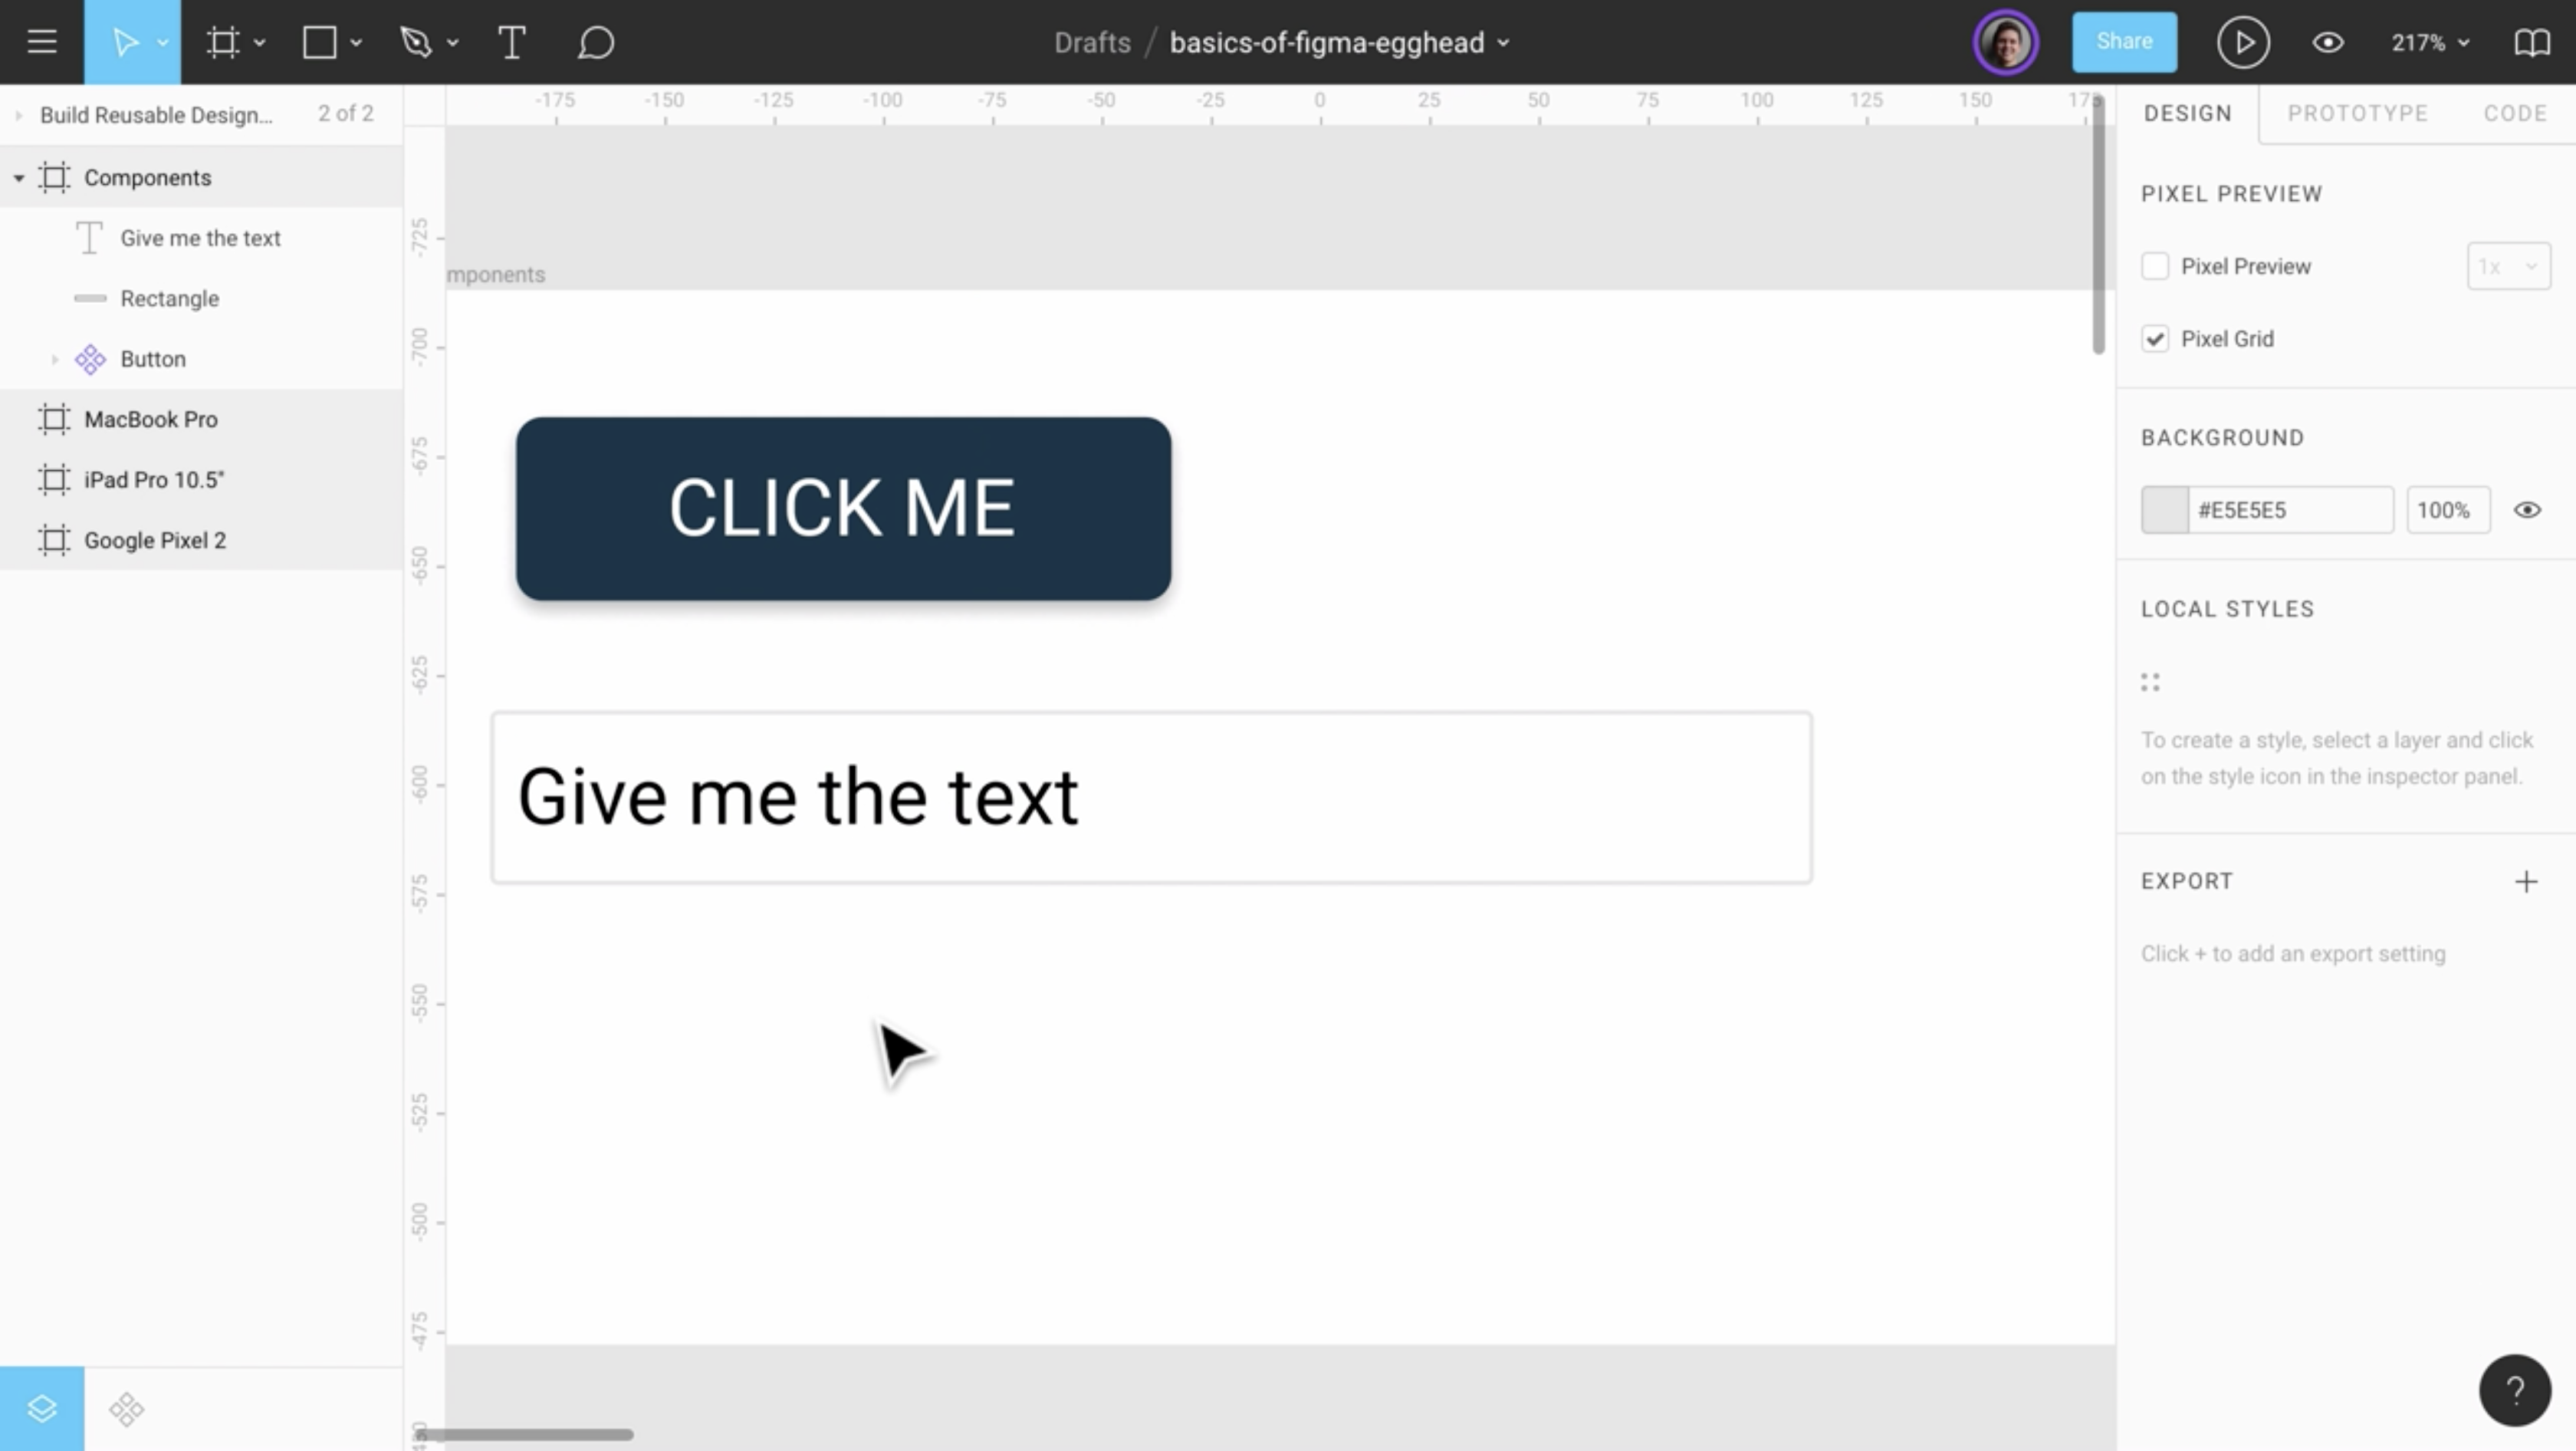 Drafts / basics-of-figma-egghead
Share
217%
Build Reusable Design... 2 of 2
Components
Give me the text
Rectangle
Button
MacBook Pro
iPad Pro 10.5"
Google Pixel 2
-175 -150 -125 -100 -75 -50 -25 0 25 50 75 100 125 150 175
-725
-700
-675
-650
-625
-600
-575
-550
-525
-500
-475
mponents
CLICK ME
Give me the text
DESIGN PROTOTYPE CODE
PIXEL PREVIEW
Pixel Preview 1x
Pixel Grid
BACKGROUND
#E5E5E5 100%
LOCAL STYLES
To create a style, select a layer and click
on the style icon in the inspector panel.
EXPORT +
Click + to add an export setting
?